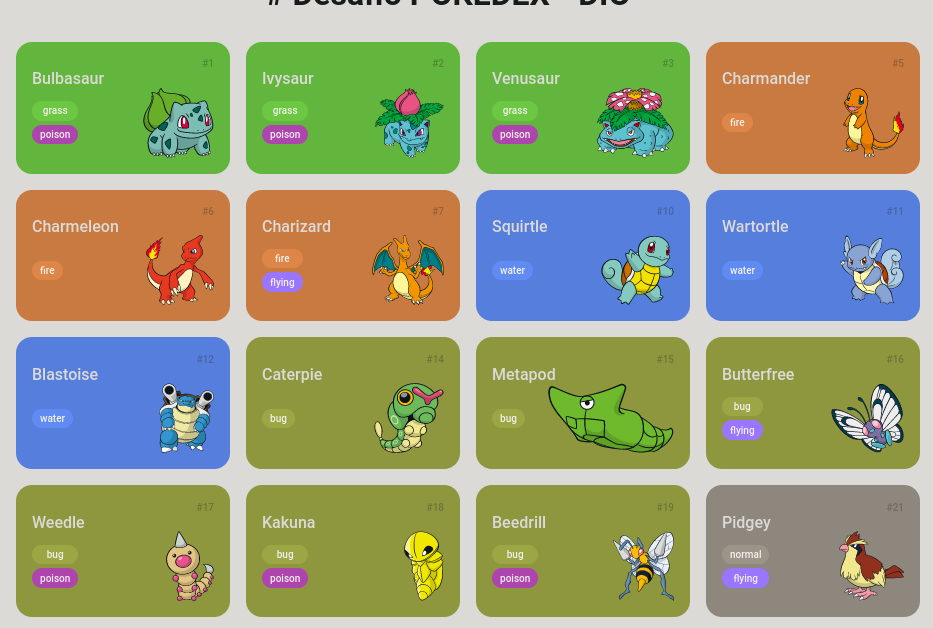 # Desafio POKEDEX - DIO
#1
Bulbasaur
grass
poison
#2
Ivysaur
grass
poison
#3
Venusaur
grass
poison
#5
Charmander
fire
#6
Charmeleon
fire
#7
Charizard
fire
flying
#10
Squirtle
water
#11
Wartortle
water
#12
Blastoise
water
#14
Caterpie
bug
#15
Metapod
bug
#16
Butterfree
bug
flying
#17
Weedle
bug
poison
#18
Kakuna
bug
poison
#19
Beedrill
bug
poison
#21
Pidgey
normal
flying